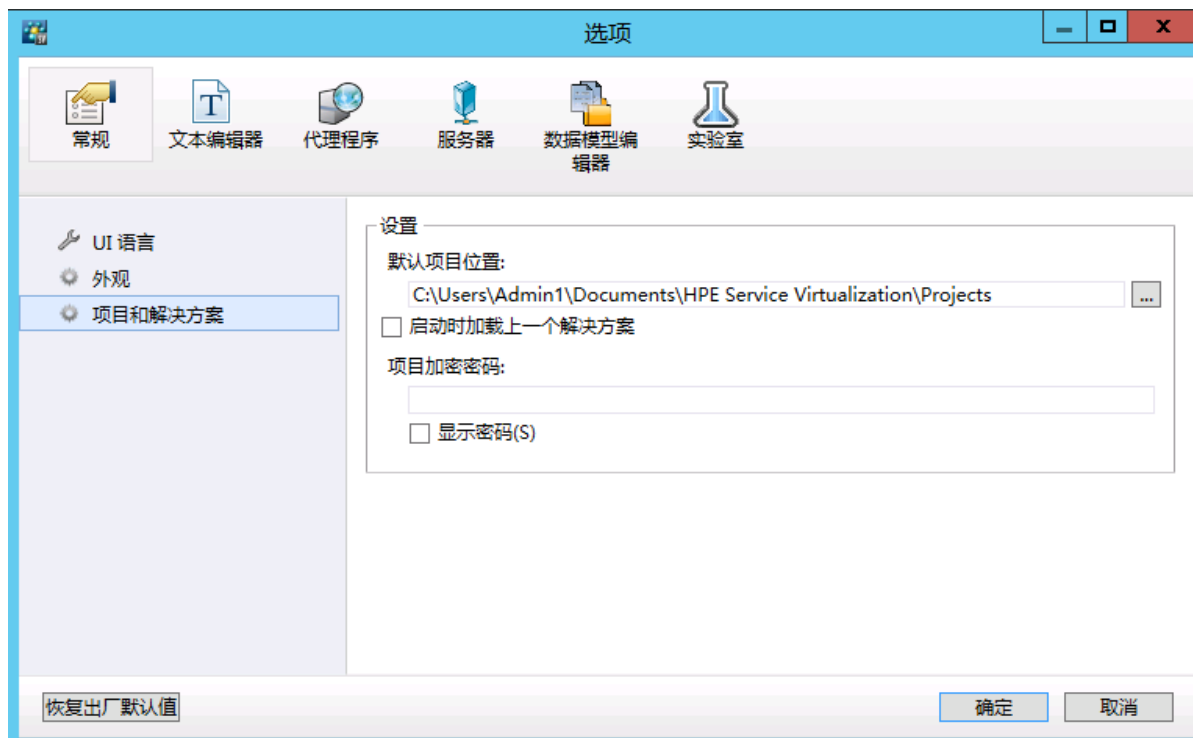 选项
常规
文本编辑器
代理程序
服务器
数据模型编
辑器
实验室
UI 语言
外观
项目和解决方案
设置
默认项目位置:
C:\Users\Admin1\Documents\HPE Service Virtualization\Projects
...
启动时加载上一个解决方案
项目加密密码:
显示密码(S)
恢复出厂默认值
确定
取消